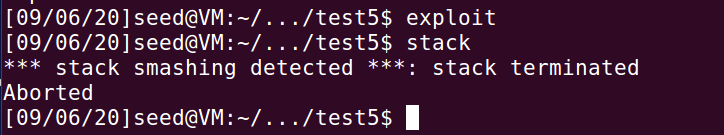 [09/06/20]seed@VM:~/.../test5$ exploit
[09/06/20]seed@VM:~/.../test5$ stack
*** stack smashing detected ***: stack terminated
Aborted
[09/06/20]seed@VM:~/.../test5$